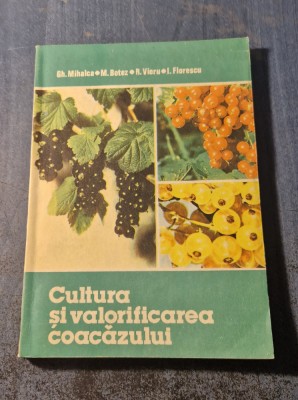 Gh. Mihalca • M. Botez • R. Vieru • I. Florescu
Cultura
și valorificarea
coacăzului